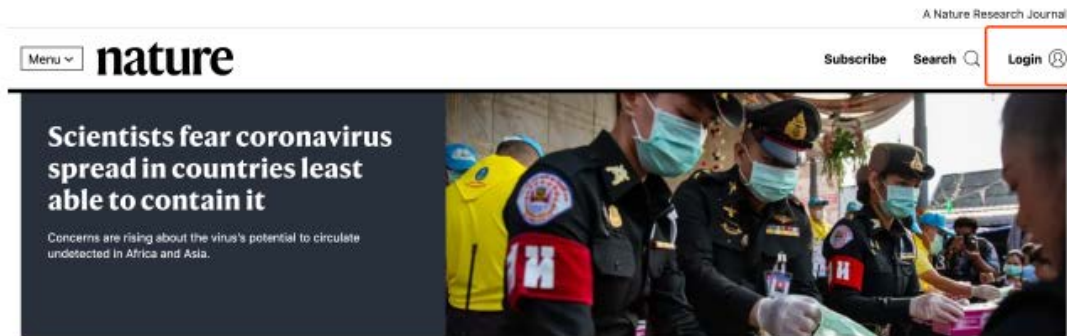 A Nature Research Journal
Menu
nature
Subscribe
Search
Login
Scientists fear coronavirus
spread in countries least
able to contain it
Concerns are rising about the virus's potential to circulate
undetected in Africa and Asia.